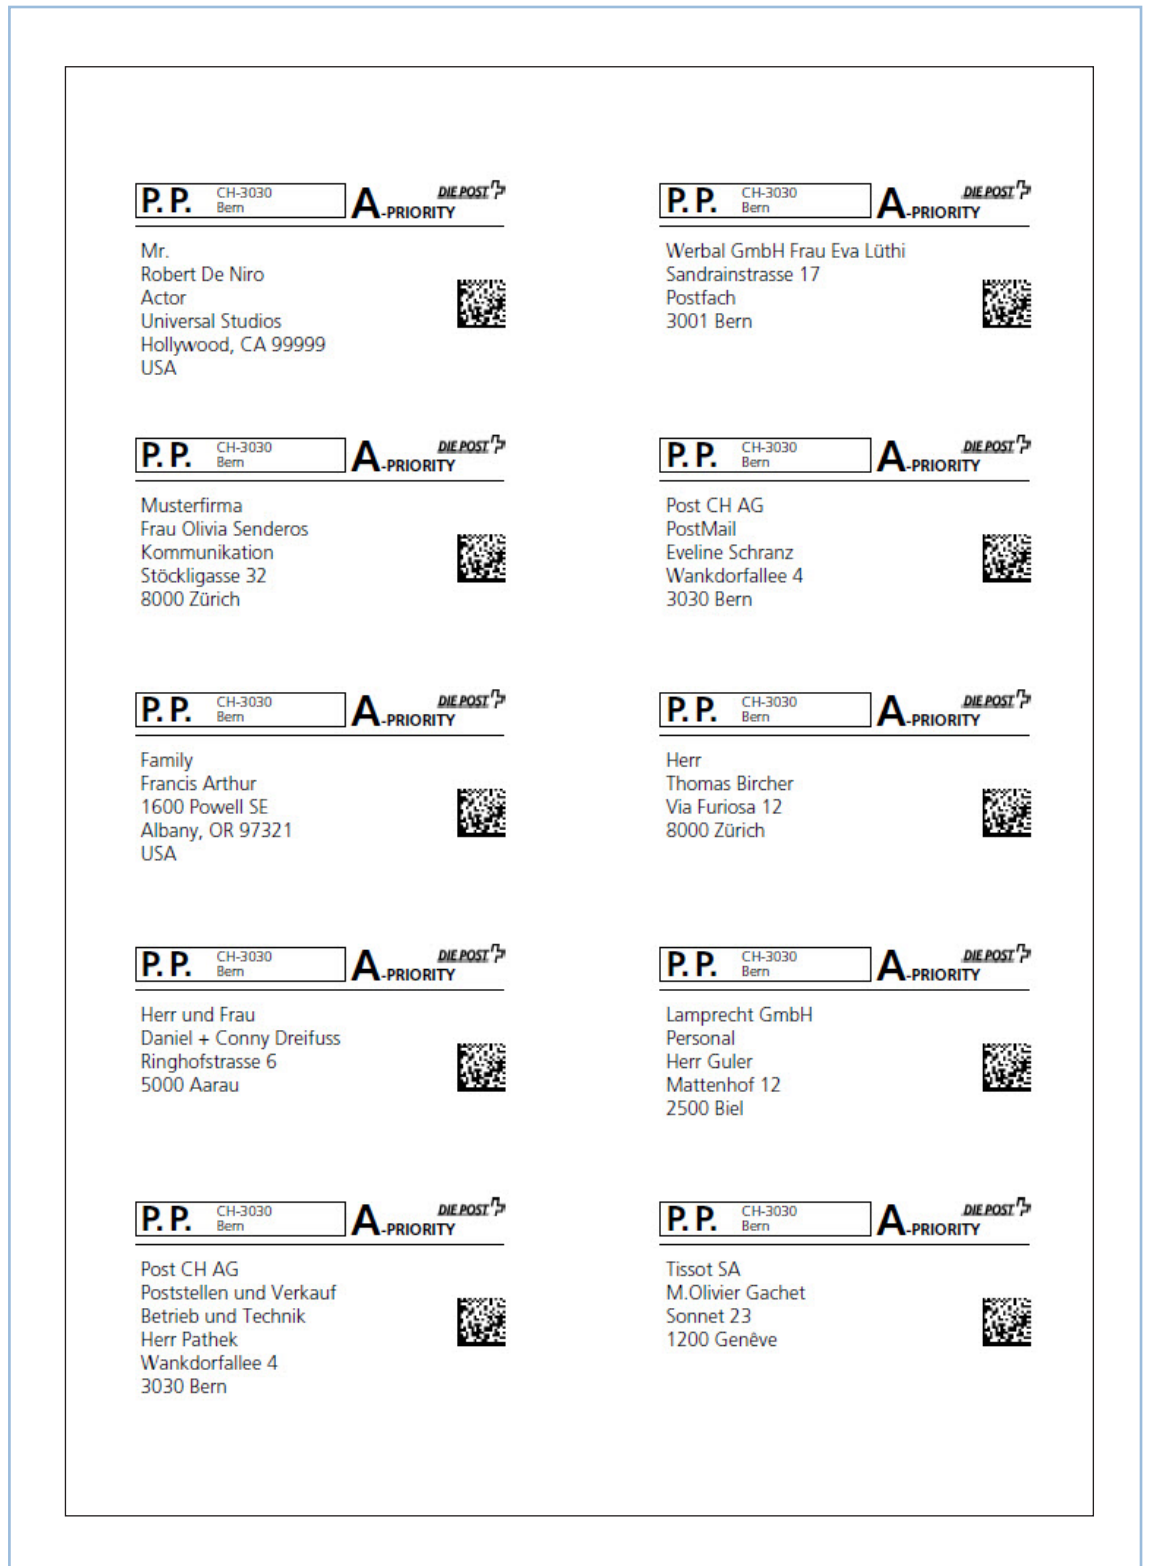 P.P. CH-3030
Bern
A-PRIORITY
DIE POST
Mr.
Robert De Niro
Actor
Universal Studios
Hollywood, CA 99999
USA
P.P. CH-3030
Bern
A-PRIORITY
DIE POST
Werbal GmbH Frau Eva Lüthi
Sandrainstrasse 17
Postfach
3001 Bern
P.P. CH-3030
Bern
A-PRIORITY
DIE POST
Musterfirma
Frau Olivia Senderos
Kommunikation
Stöckligasse 32
8000 Zürich
P.P. CH-3030
Bern
A-PRIORITY
DIE POST
Post CH AG
PostMail
Eveline Schranz
Wankdorfallee 4
3030 Bern
P.P. CH-3030
Bern
A-PRIORITY
DIE POST
Family
Francis Arthur
1600 Powell SE
Albany, OR 97321
USA
P.P. CH-3030
Bern
A-PRIORITY
DIE POST
Herr
Thomas Bircher
Via Furiosa 12
8000 Zürich
P.P. CH-3030
Bern
A-PRIORITY
DIE POST
Herr und Frau
Daniel + Conny Dreifuss
Ringhofstrasse 6
5000 Aarau
P.P. CH-3030
Bern
A-PRIORITY
DIE POST
Lamprecht GmbH
Personal
Herr Guler
Mattenhof 12
2500 Biel
P.P. CH-3030
Bern
A-PRIORITY
DIE POST
Post CH AG
Poststellen und Verkauf
Betrieb und Technik
Herr Pathek
Wankdorfallee 4
3030 Bern
P.P. CH-3030
Bern
A-PRIORITY
DIE POST
Tissot SA
M.Olivier Gachet
Sonnet 23
1200 Genêve